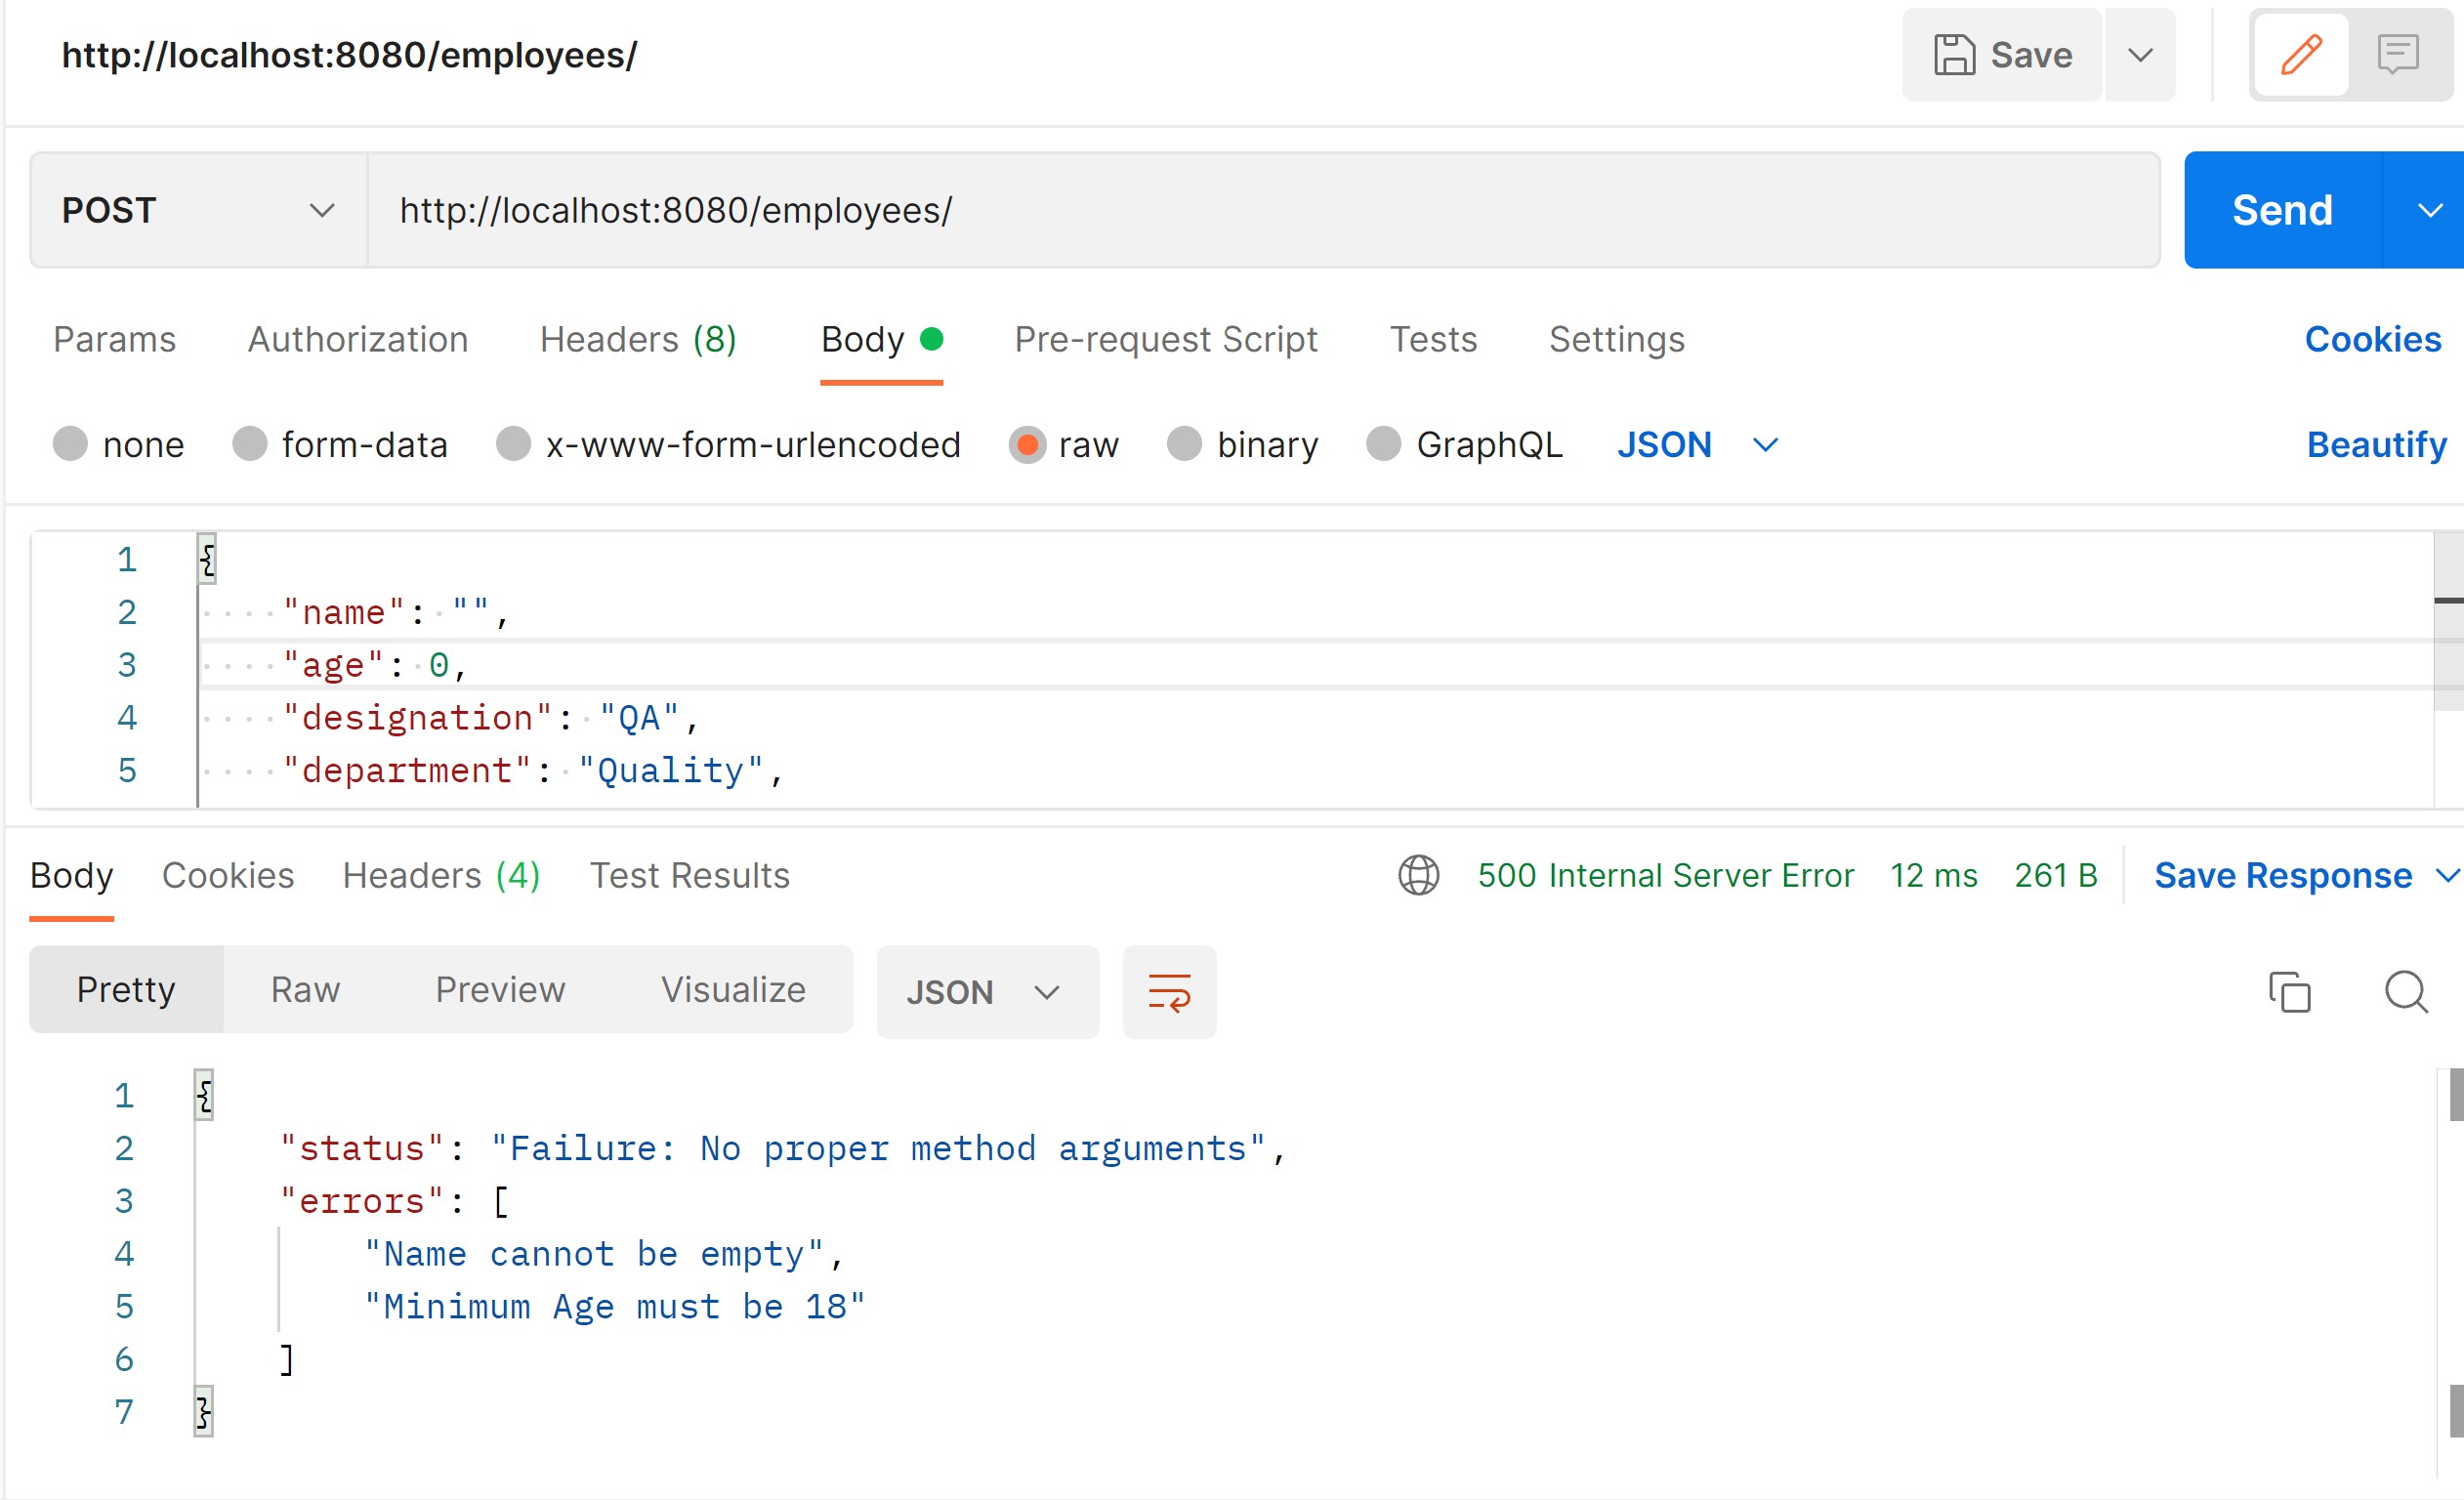 http://localhost:8080/employees/ Save
POST http://localhost:8080/employees/ Send
Params Authorization Headers (8) Body Pre-request Script Tests Settings Cookies
none form-data x-www-form-urlencoded raw binary GraphQL JSON Beautify
1 {
2 "name": "",
3 "age": 0,
4 "designation": "QA",
5 "department": "Quality",
Body Cookies Headers (4) Test Results 500 Internal Server Error 12 ms 261 B Save Response
Pretty Raw Preview Visualize JSON
1 {
2 "status": "Failure: No proper method arguments",
3 "errors": [
4 "Name cannot be empty",
5 "Minimum Age must be 18"
6 ]
7 }